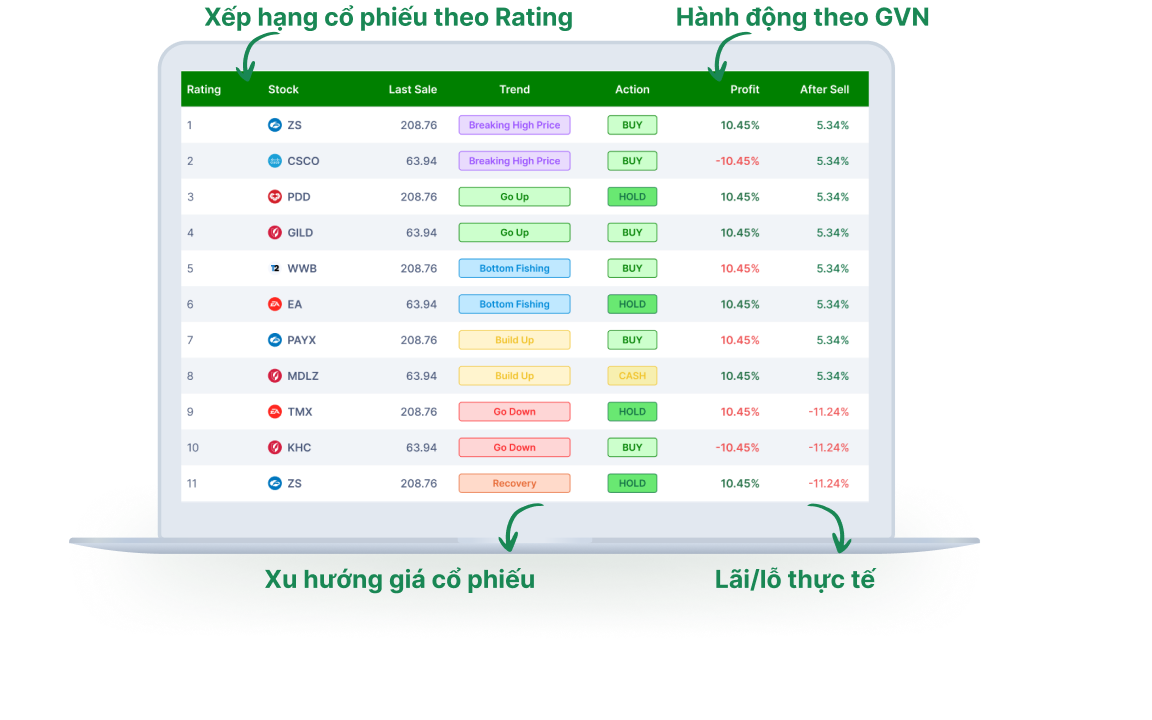 Xếp hạng cổ phiếu theo Rating Hành động theo GVN
Rating Stock Last Sale Trend Action Profit After Sell
1 ZS 208.76 Breaking High Price BUY 10.45% 5.34%
2 CSCO 63.94 Breaking High Price BUY -10.45% 5.34%
3 PDD 208.76 Go Up HOLD 10.45% 5.34%
4 GILD 63.94 Go Up BUY 10.45% 5.34%
5 WWB 208.76 Bottom Fishing BUY 10.45% 5.34%
6 EA 63.94 Bottom Fishing HOLD 10.45% 5.34%
7 PAYX 208.76 Build Up BUY 10.45% 5.34%
8 MDLZ 63.94 Build Up CASH 10.45% 5.34%
9 TMX 208.76 Go Down HOLD 10.45% -11.24%
10 KHC 63.94 Go Down BUY -10.45% -11.24%
11 ZS 208.76 Recovery HOLD 10.45% -11.24%
Xu hướng giá cổ phiếu Lãi/lỗ thực tế